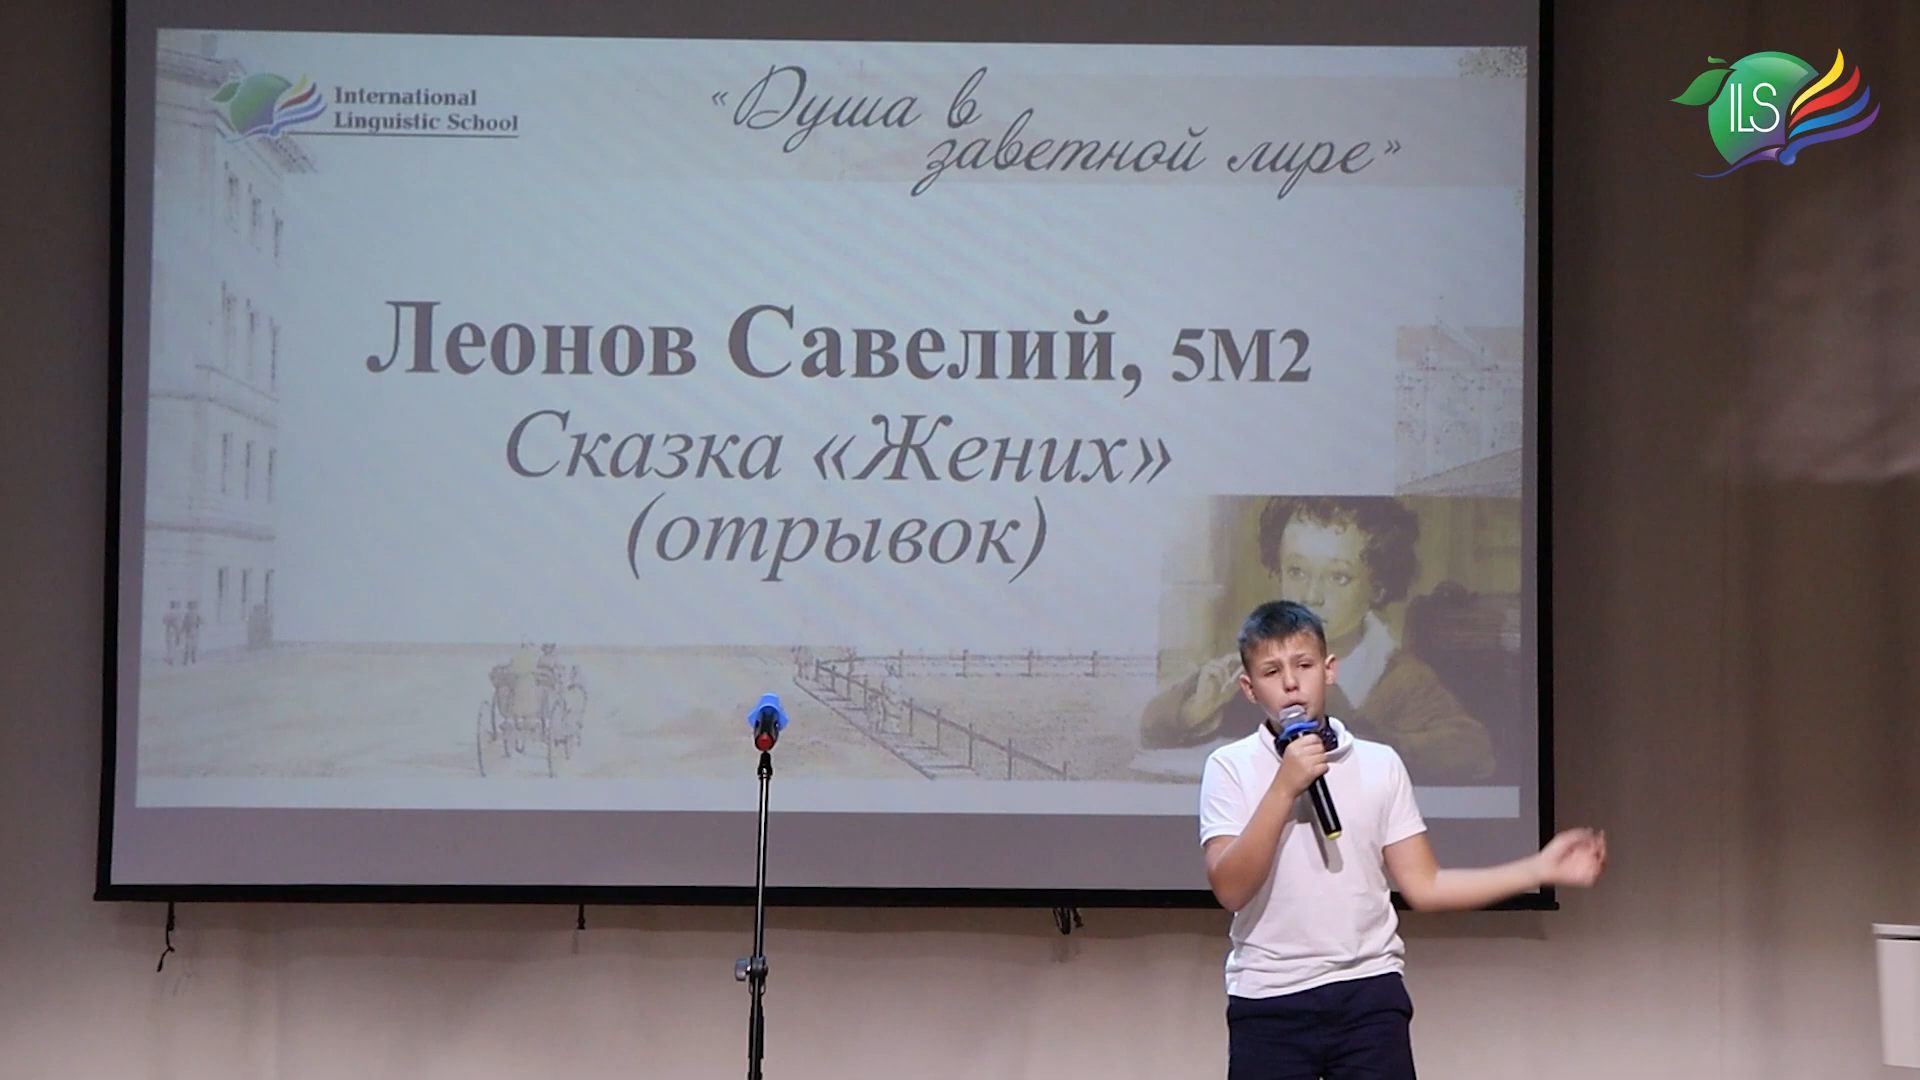 International
Linguistic School
«Душа в
заветной лире»
ILS
Леонов Савелий, 5М2
Сказка «Жених»
(отрывок)